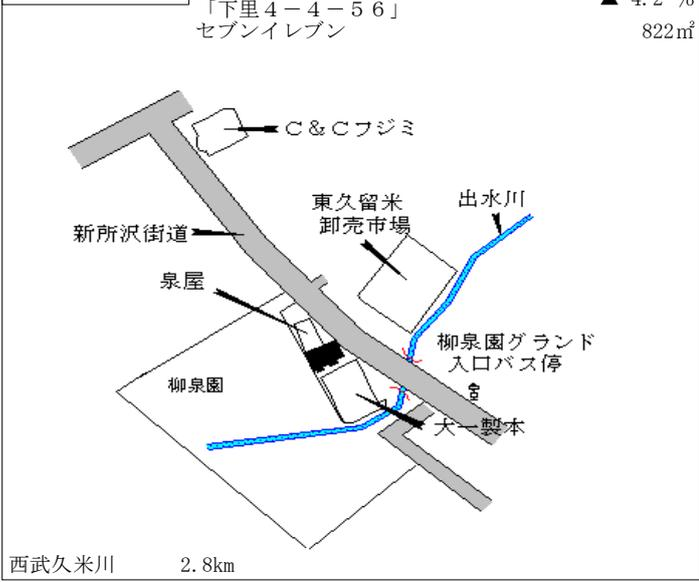 「下里４－４－５６」
▲ 4.2 %
セブンイレブン
822㎡
C＆Cフジミ
出水川
東久留米
卸売市場
新所沢街道
泉屋
柳泉園グランド
入口バス停
柳泉園
大一製本
西武久米川 2.8km